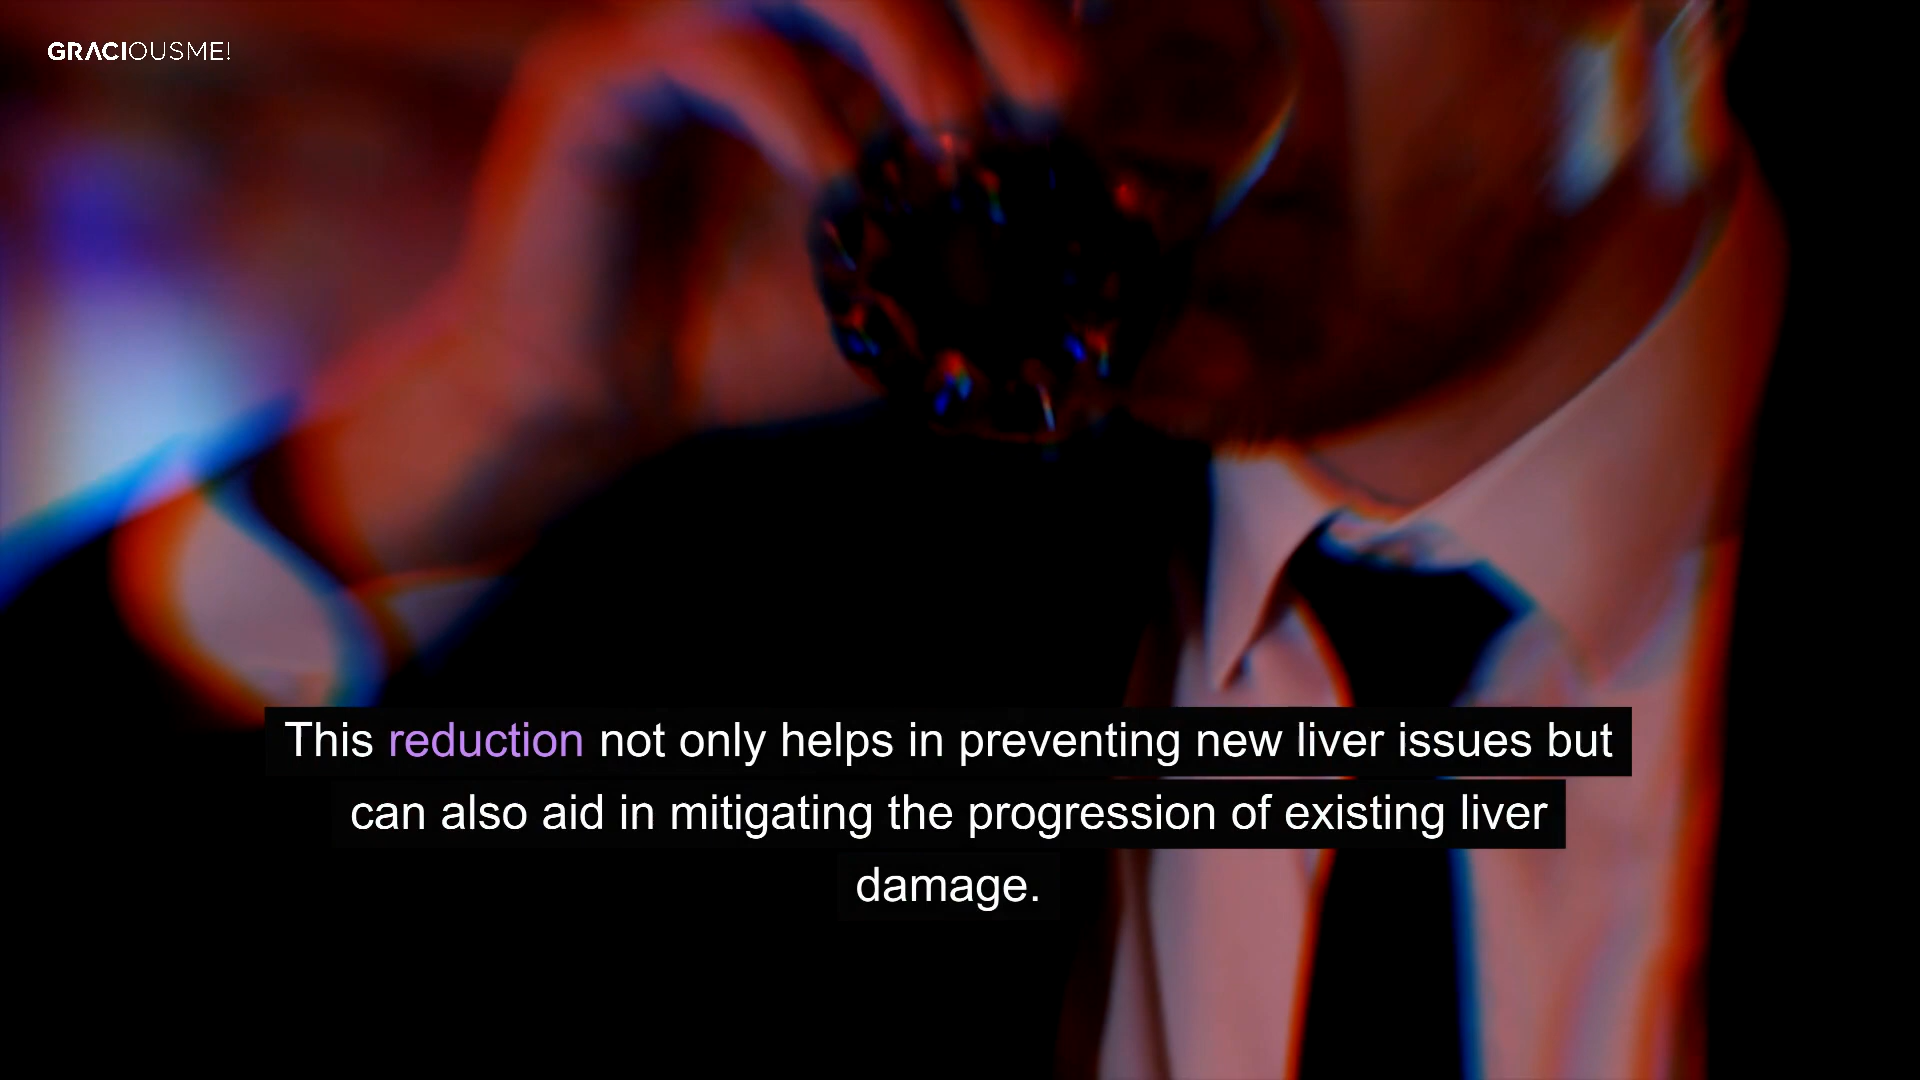 GRACIOUSME!
This reduction not only helps in preventing new liver issues but
can also aid in mitigating the progression of existing liver
damage.